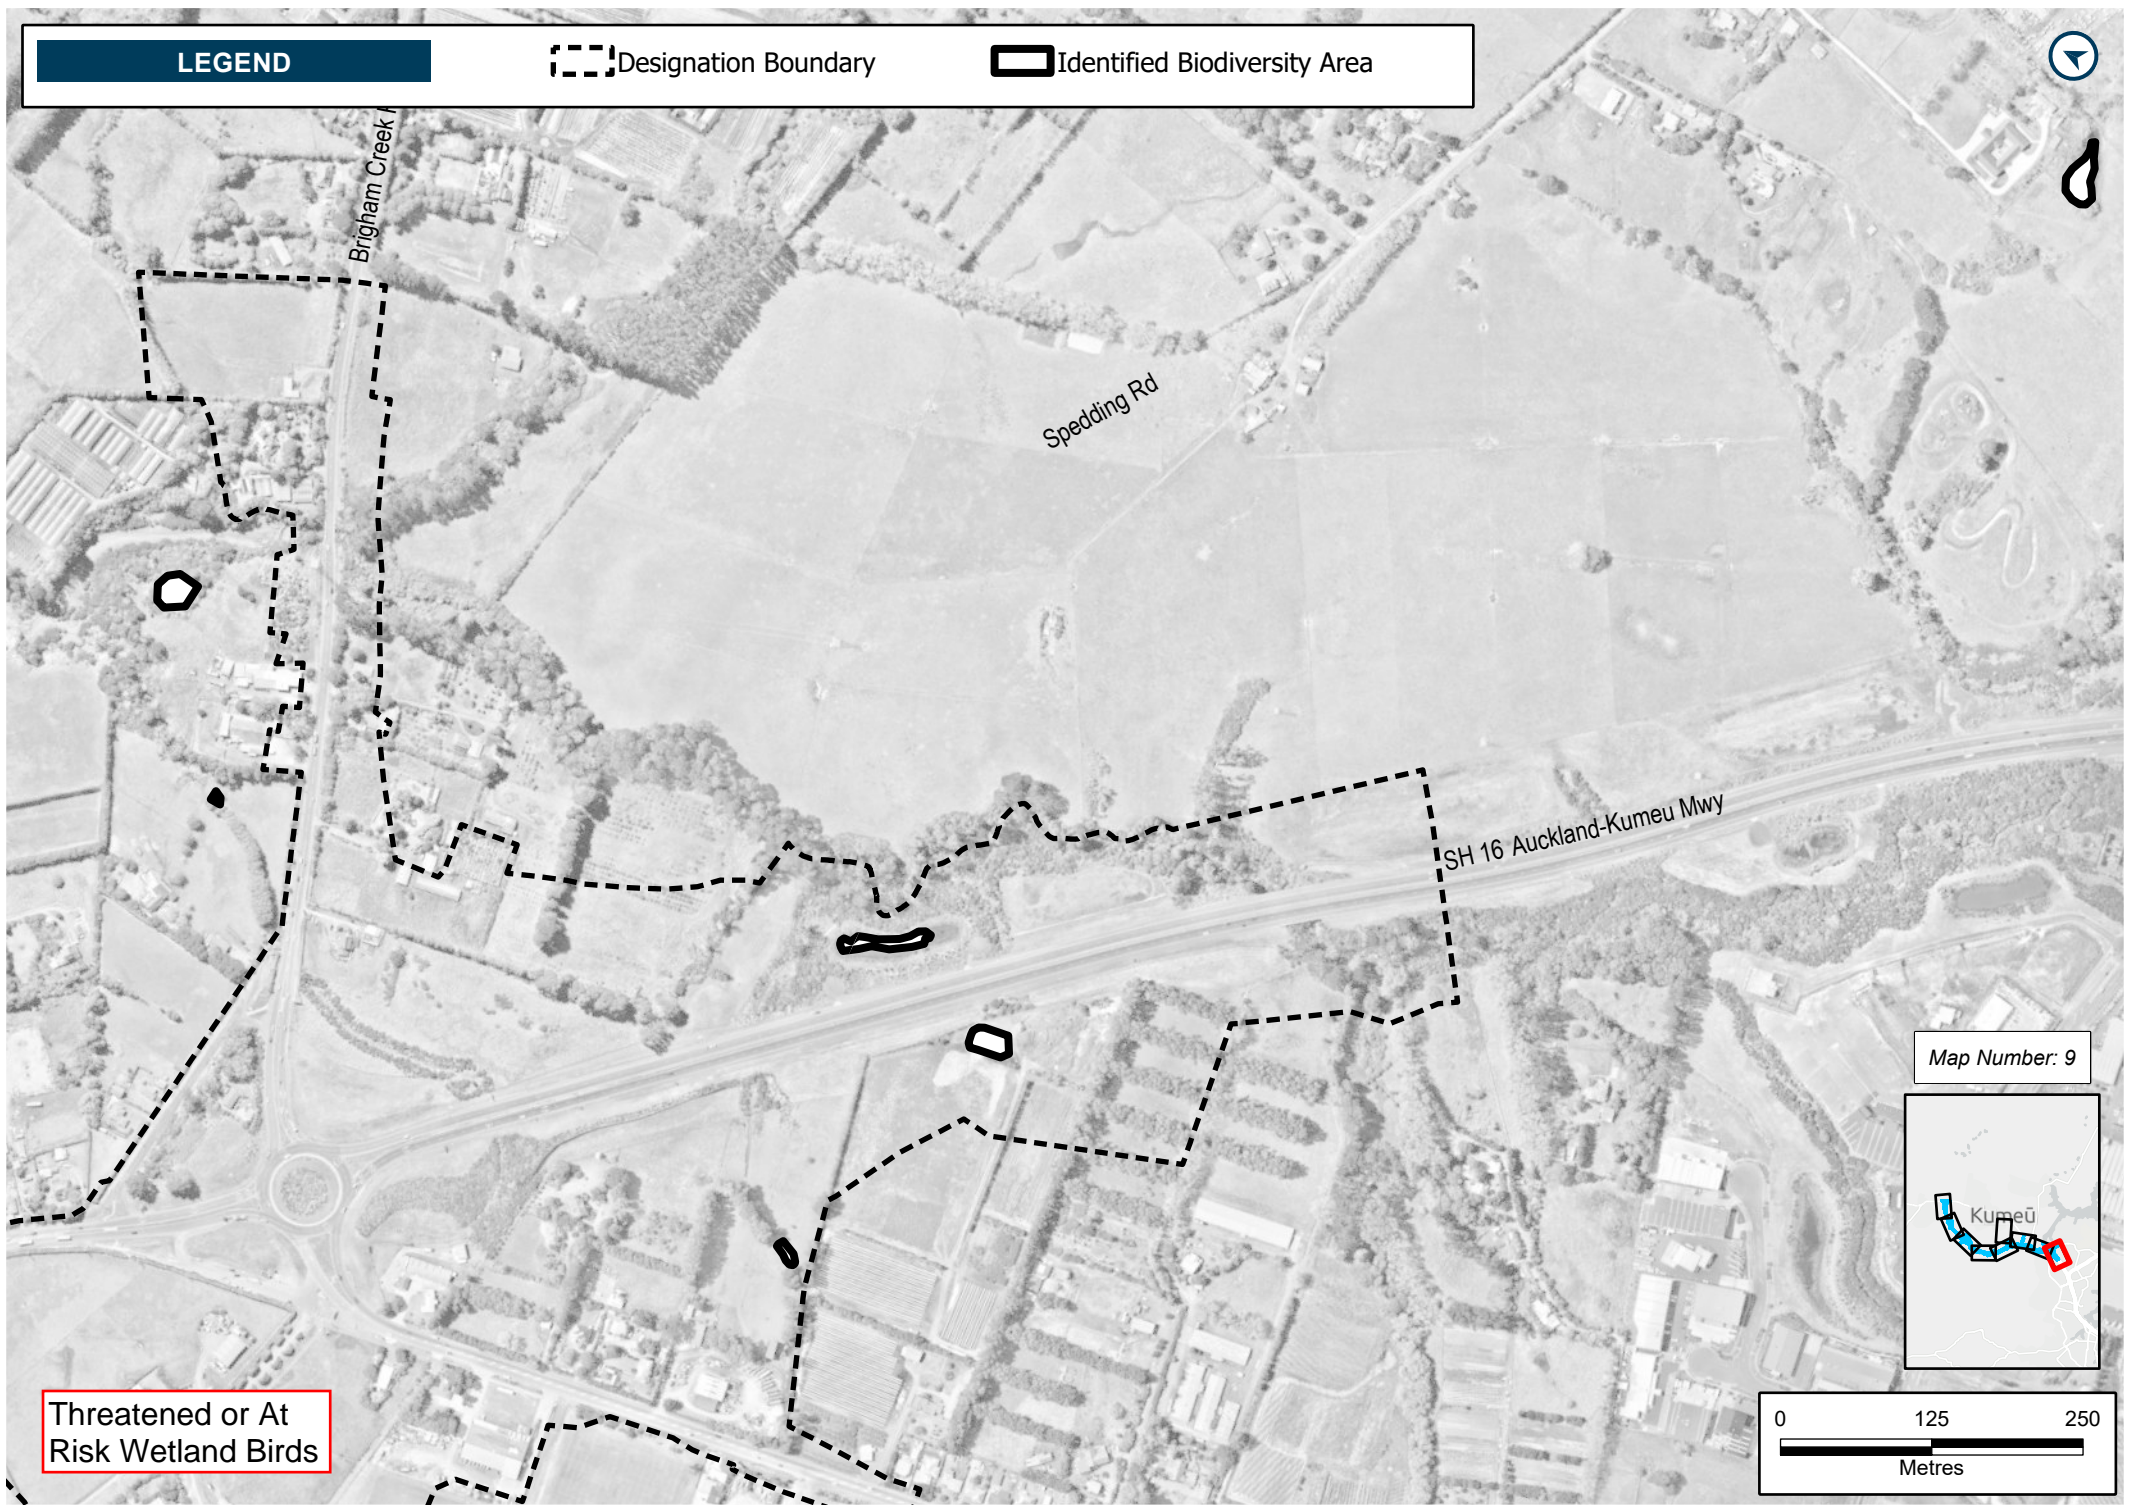 LEGEND
Designation Boundary
Identified Biodiversity Area
Brigham Creek
Spedding Rd
SH 16 Auckland-Kumeu Mwy
Map Number: 9
Kumeū
Threatened or At
Risk Wetland Birds
0 125 250
Metres